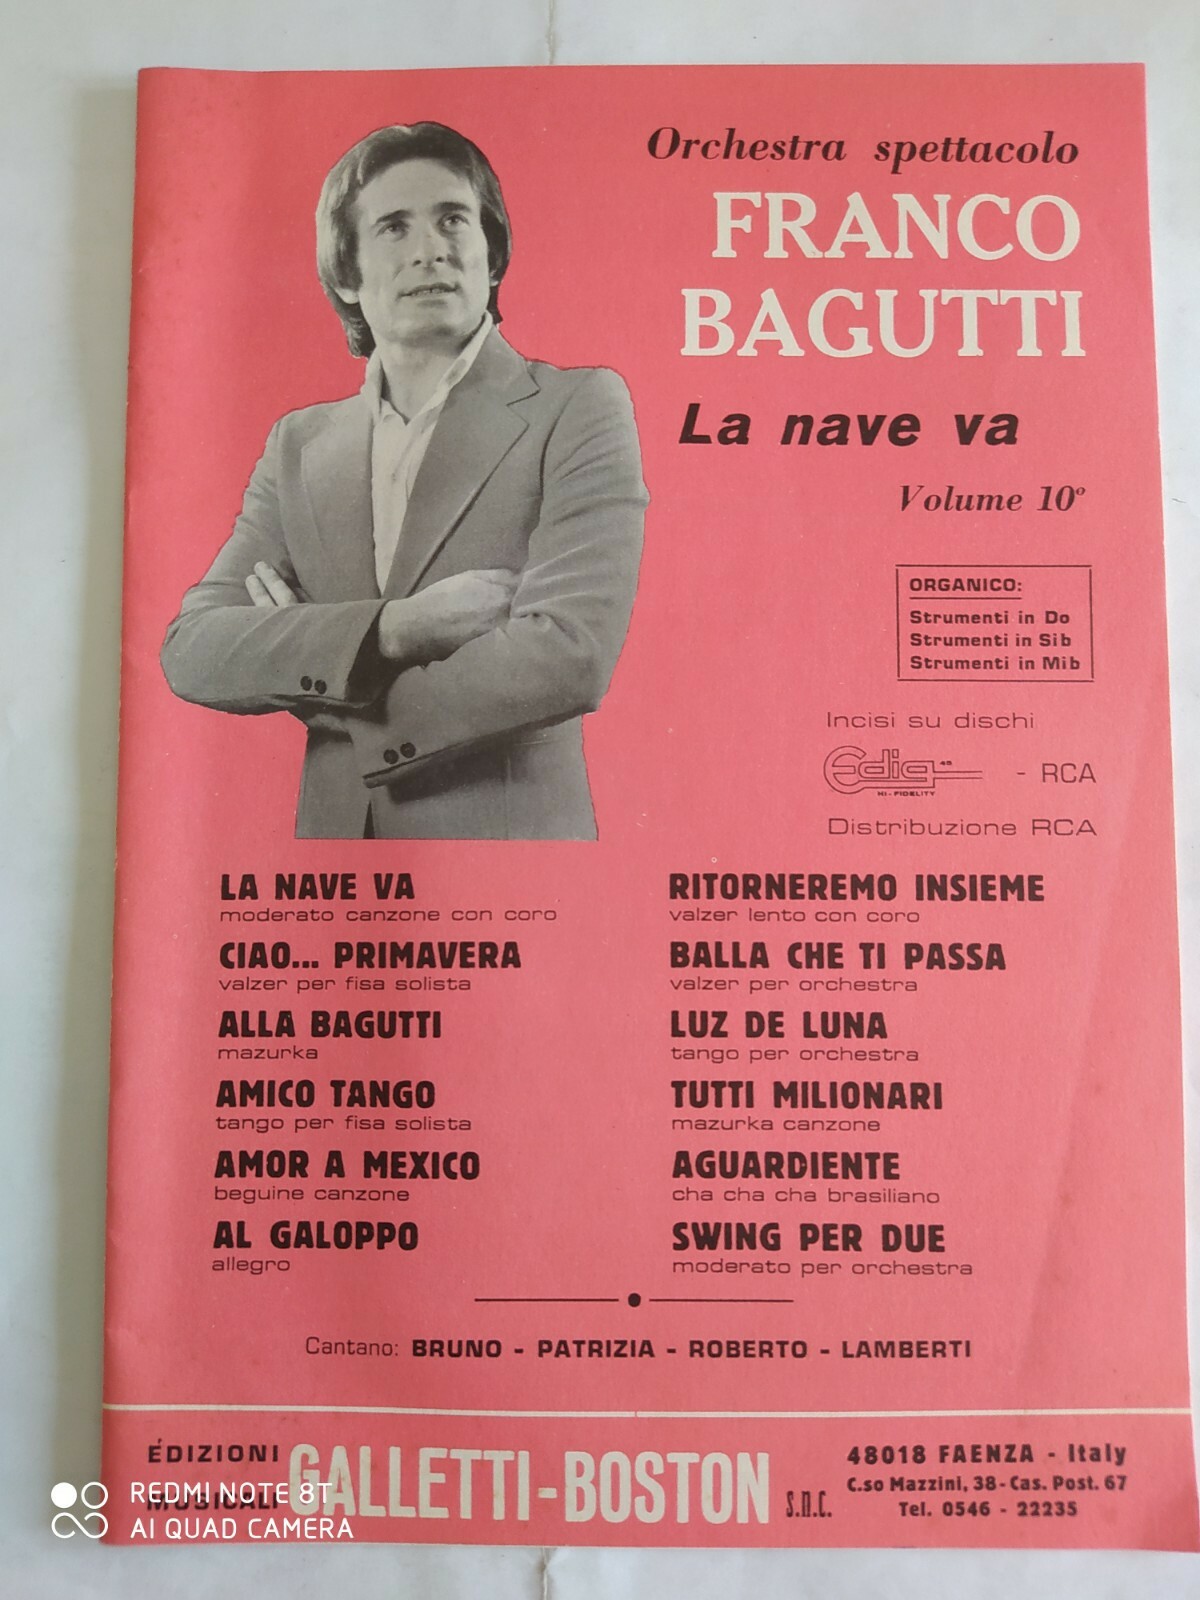 Orchestra spettacolo
FRANCO
BAGUTTI
La nave va
Volume 10°
ORGANICO:
Strumenti in Do
Strumenti in Sib
Strumenti in Mib
Incisi su dischi
Edig 45 - RCA
HI-FIDELITY
Distribuzione RCA
LA NAVE VA
moderato canzone con coro
CIAO... PRIMAVERA
valzer per fisa solista
ALLA BAGUTTI
mazurka
AMICO TANGO
tango per fisa solista
AMOR A MEXICO
beguine canzone
AL GALOPPO
allegro
RITORNEREMO INSIEME
valzer lento con coro
BALLA CHE TI PASSA
valzer per orchestra
LUZ DE LUNA
tango per orchestra
TUTTI MILIONARI
mazurka canzone
AGUARDIENTE
cha cha cha brasiliano
SWING PER DUE
moderato per orchestra
Cantano: BRUNO - PATRIZIA - ROBERTO - LAMBERTI
EDIZIONI
MUSICALI
GALLETTI-BOSTON s.n.c.
48018 FAENZA - Italy
C.so Mazzini, 38 - Cas. Post. 67
Tel. 0546 - 22235
REDMI NOTE 8T
AI QUAD CAMERA